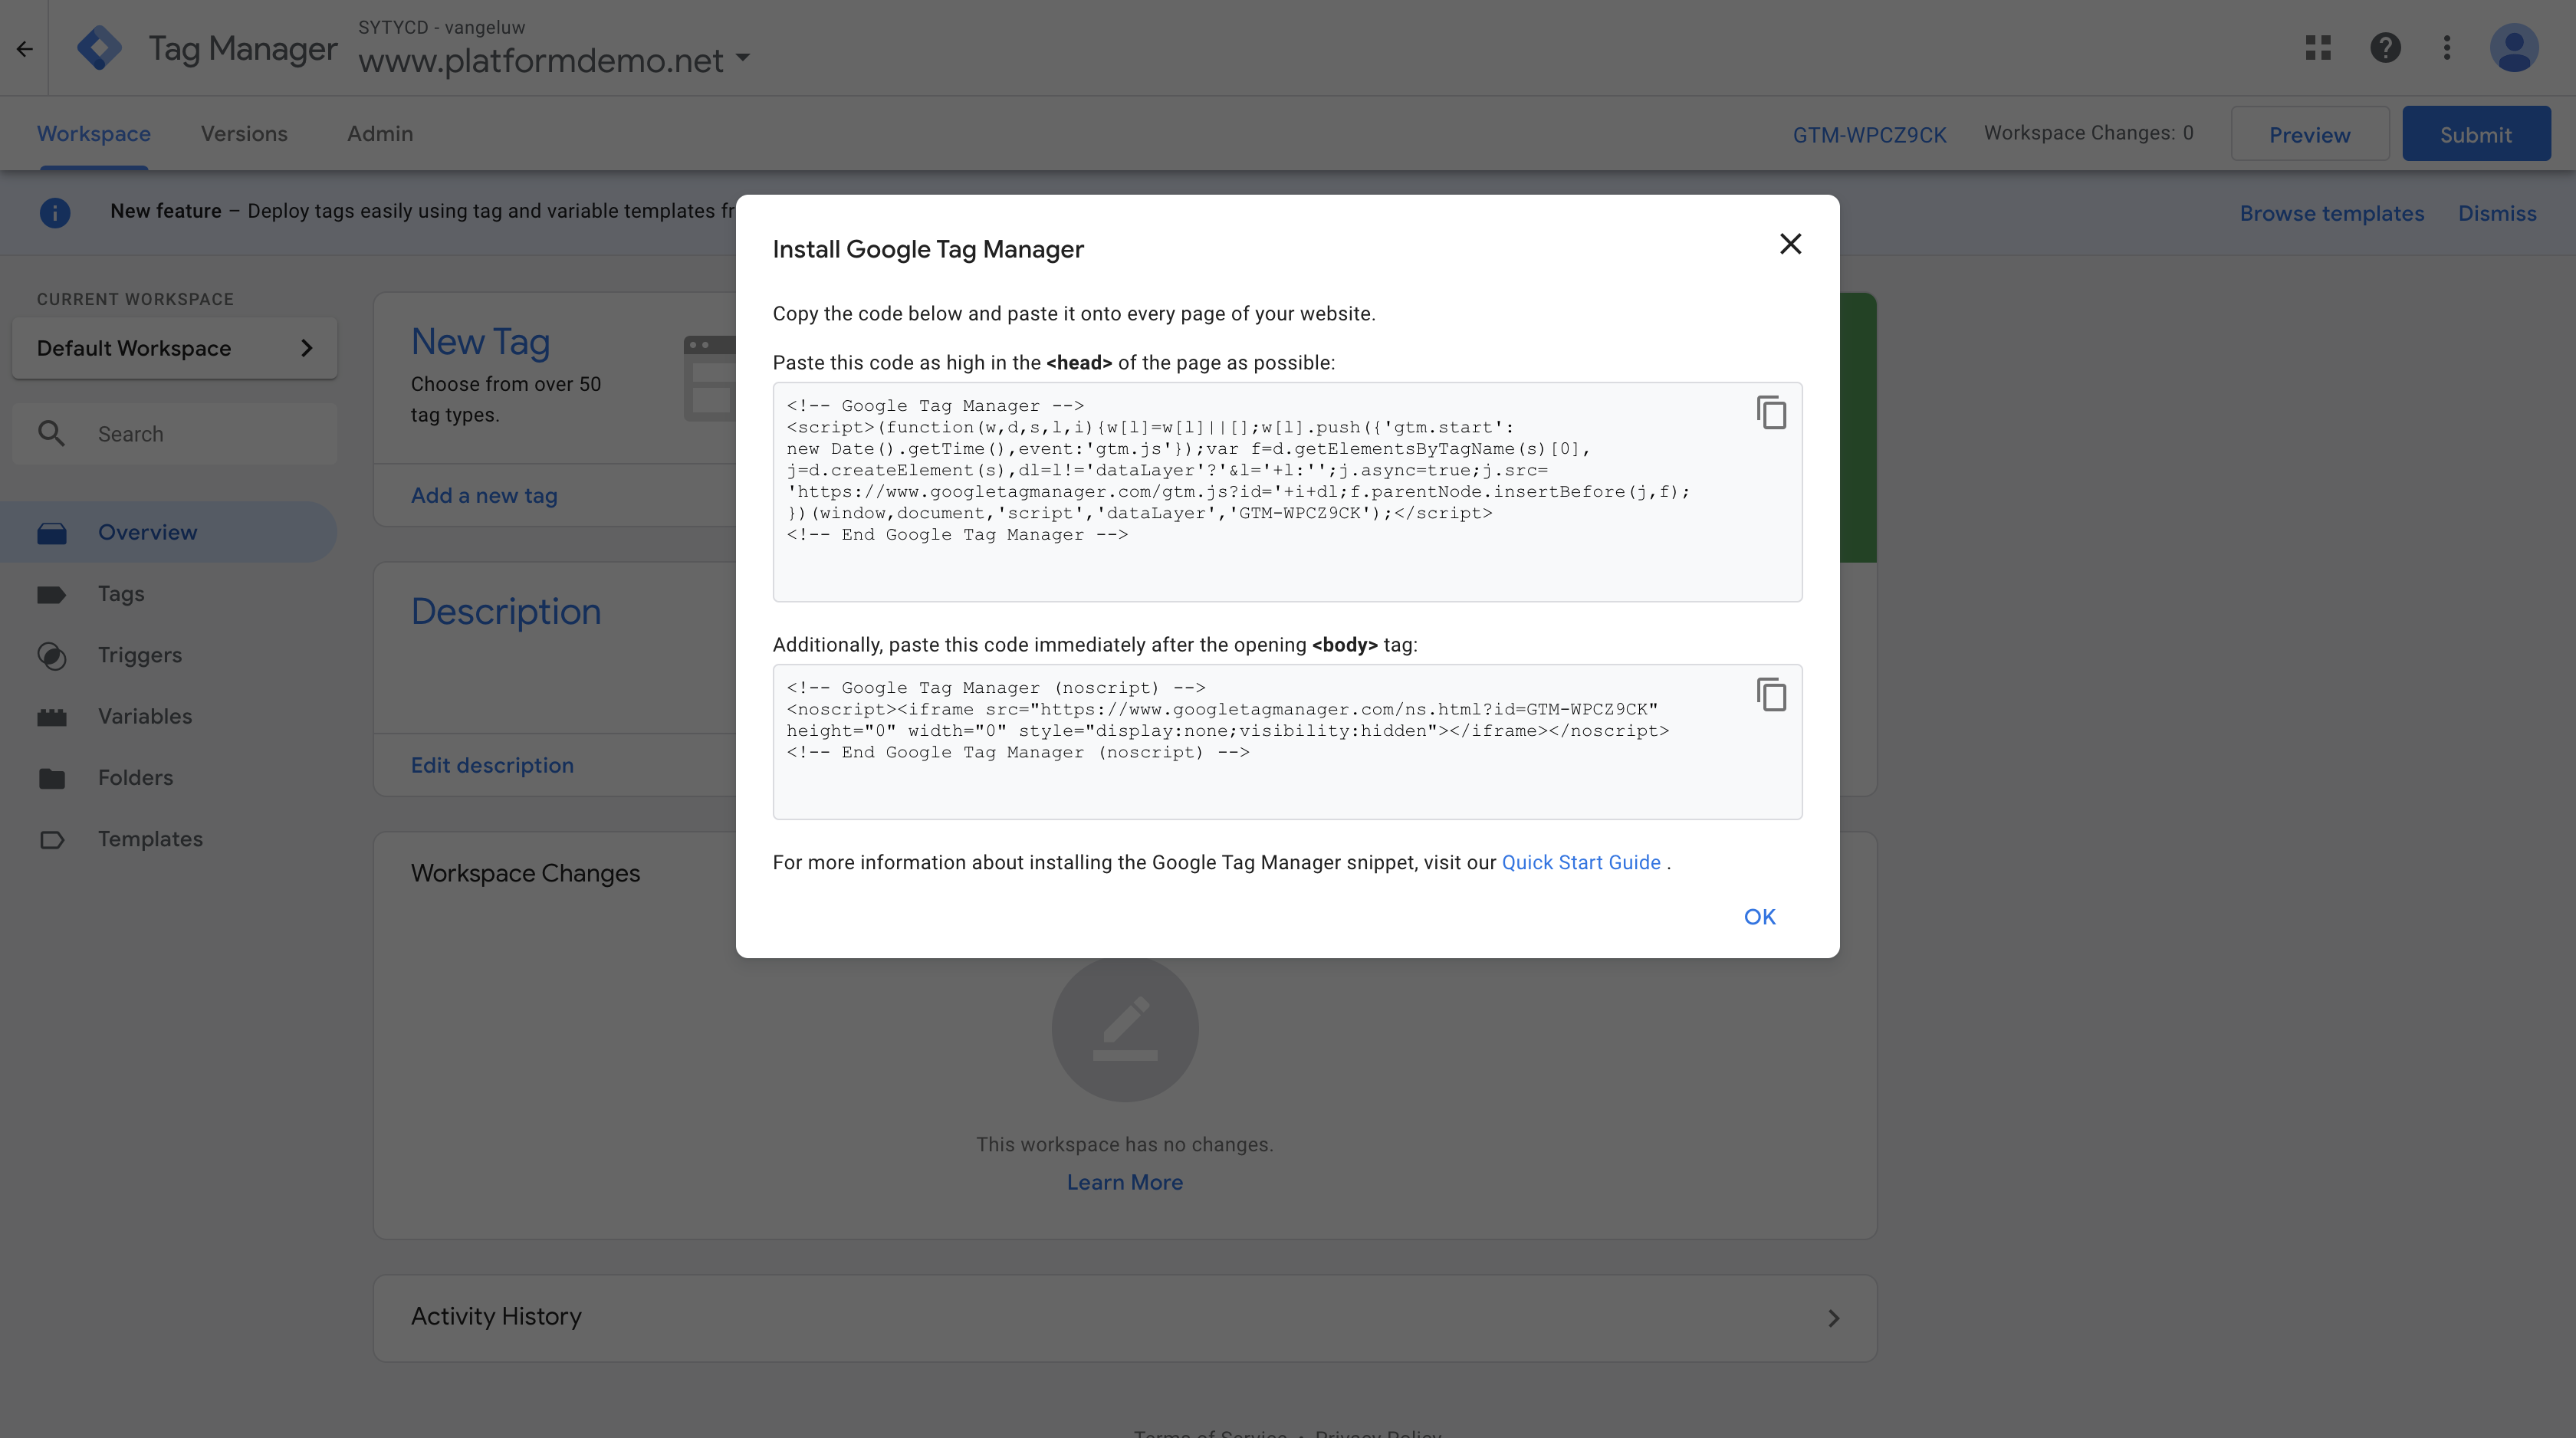 Tag Manager
SYTYCD - vangeluw
www.platformdemo.net
Workspace
Versions
Admin
GTM-WPCZ9CK
Workspace Changes: 0
Preview
Submit
New feature – Deploy tags easily using tag and variable templates fr
Browse templates
Dismiss
CURRENT WORKSPACE
Default Workspace
Search
Overview
Tags
Triggers
Variables
Folders
Templates
New Tag
Choose from over 50
tag types.
Add a new tag
Description
Edit description
Install Google Tag Manager
Copy the code below and paste it onto every page of your website.
Paste this code as high in the <head> of the page as possible:
<!-- Google Tag Manager -->
<script>(function(w,d,s,l,i){w[l]=w[l]||[];w[l].push({'gtm.start':
new Date().getTime(),event:'gtm.js'});var f=d.getElementsByTagName(s)[0],
j=d.createElement(s),dl=l!='dataLayer'?'&l='+l:'';j.async=true;j.src=
'https://www.googletagmanager.com/gtm.js?id='+i+dl;f.parentNode.insertBefore(j,f);
})(window,document,'script','dataLayer','GTM-WPCZ9CK');</script>
<!-- End Google Tag Manager -->
Additionally, paste this code immediately after the opening <body> tag:
<!-- Google Tag Manager (noscript) -->
<noscript><iframe src="https://www.googletagmanager.com/ns.html?id=GTM-WPCZ9CK"
height="0" width="0" style="display:none;visibility:hidden"></iframe></noscript>
<!-- End Google Tag Manager (noscript) -->
For more information about installing the Google Tag Manager snippet, visit our Quick Start Guide .
OK
Workspace Changes
This workspace has no changes.
Learn More
Activity History
Terms of Service • Privacy Policy